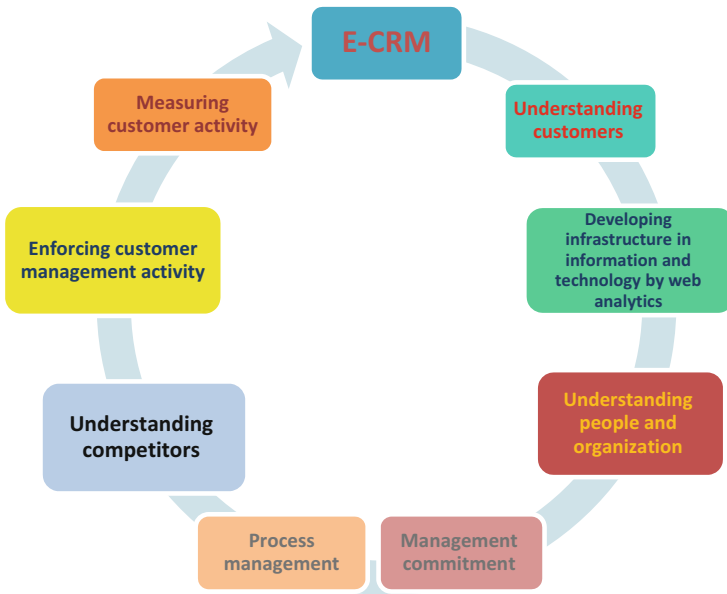 E-CRM
Understanding
customers
Developing
infrastructure in
information and
technology by web
analytics
Understanding
people and
organization
Management
commitment
Process
management
Understanding
competitors
Enforcing customer
management activity
Measuring
customer activity